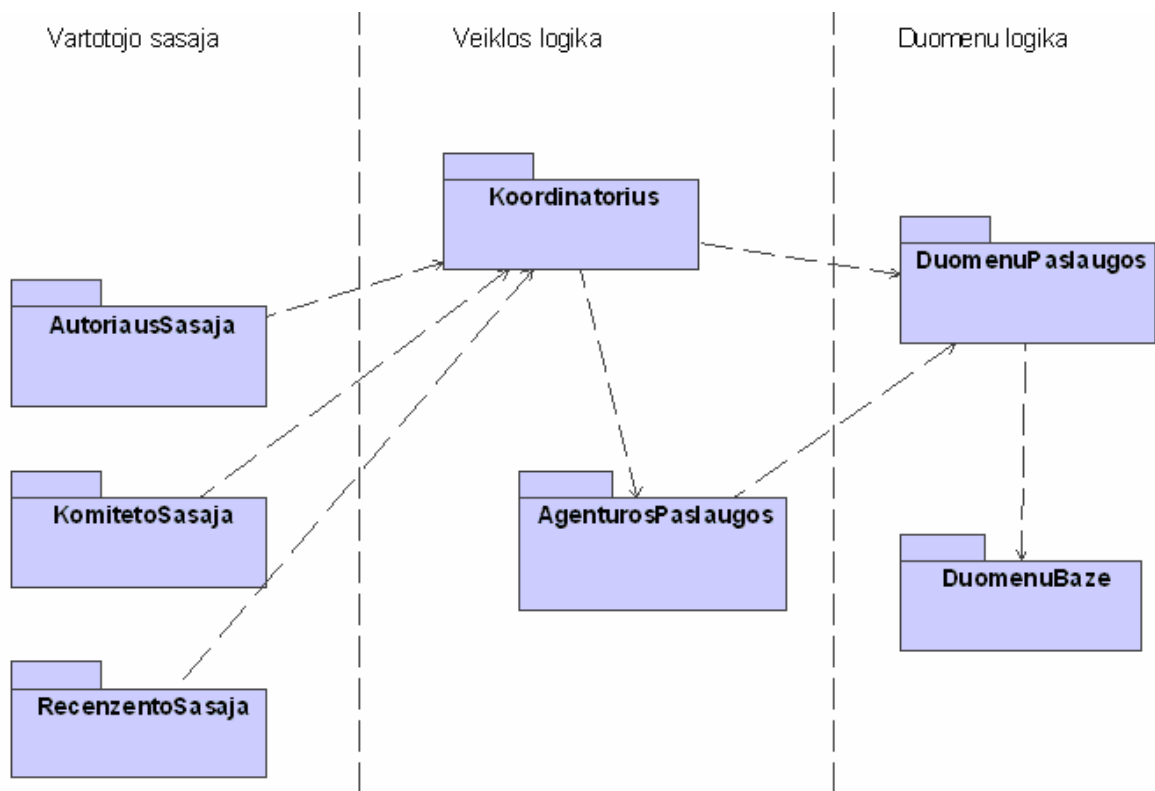 Vartotojo sasaja
Veiklos logika
Duomenu logika
Koordinatorius
DuomenuPaslaugos
AutoriausSasaja
KomitetoSasaja
AgenturosPaslaugos
DuomenuBaze
RecenzentoSasaja